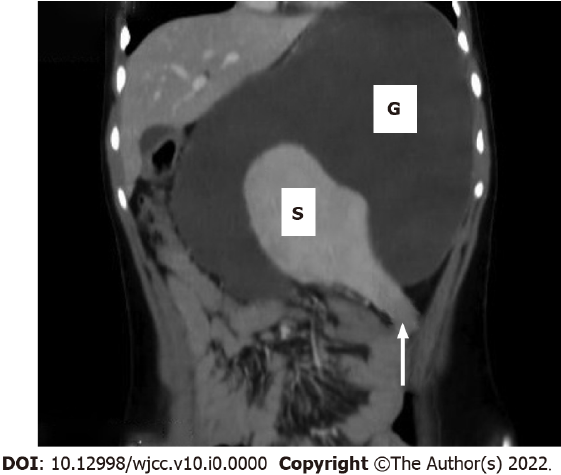 G
S
DOI: 10.12998/wjcc.v10.i0.0000 Copyright ©The Author(s) 2022.